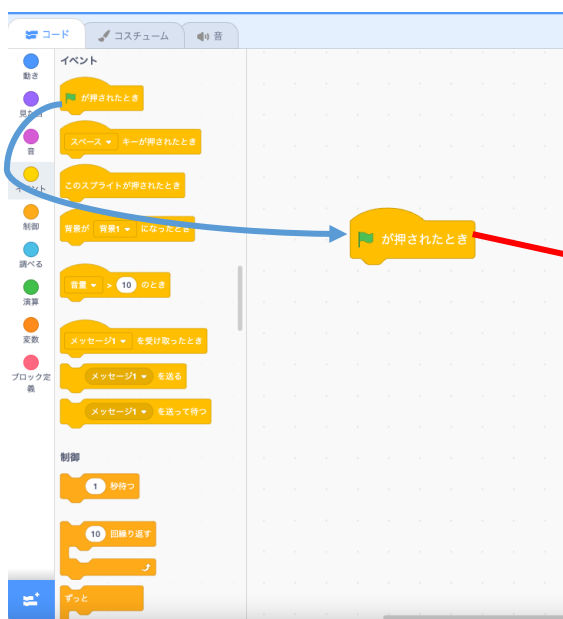 コード
コスチューム
音
動き
見た目
音
イベント
制御
調べる
演算
変数
ブロック定
義
イベント
が押されたとき
スペース キーが押されたとき
このスプライトが押されたとき
背景が 背景1 になったとき
音量 > 10 のとき
メッセージ1 を受け取ったとき
メッセージ1 を送る
メッセージ1 を送って待つ
制御
1 秒待つ
10 回繰り返す
ずっと
が押されたとき